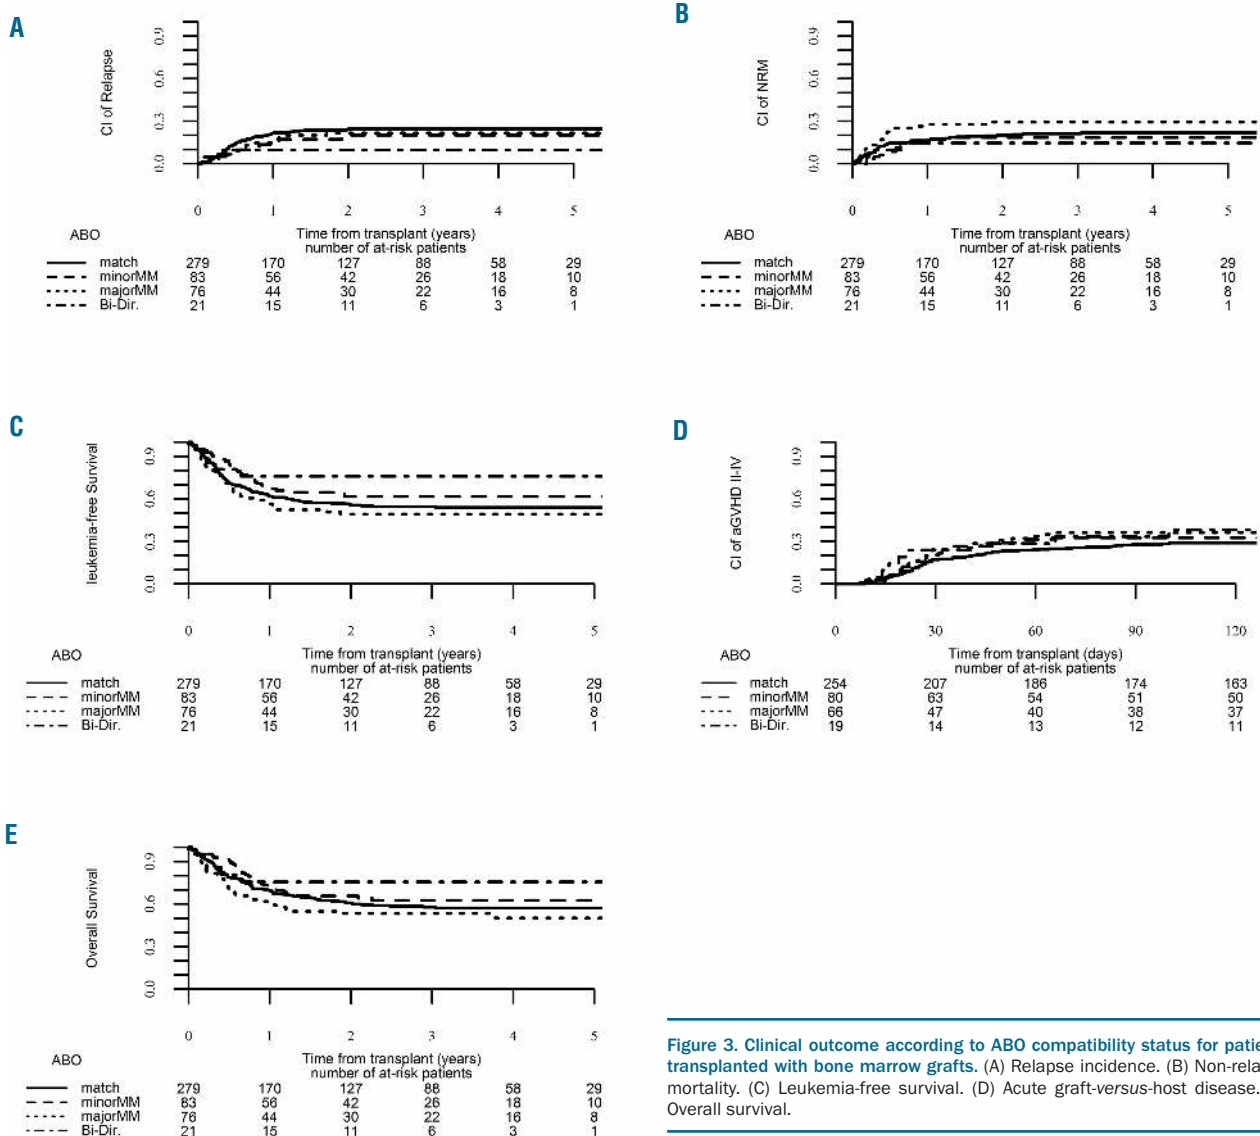 A
CI of Relapse
0.0 0.3 0.6 0.9
0 1 2 3 4 5
ABO
Time from transplant (years)
number of at-risk patients
match 279 170 127 88 58 29
minorMM 83 56 42 26 18 10
majorMM 76 44 30 22 16 8
Bi-Dir. 21 15 11 6 3 1
B
CI of NRM
0.0 0.3 0.6 0.9
0 1 2 3 4 5
ABO
Time from transplant (years)
number of at-risk patients
match 279 170 127 88 58 29
minorMM 83 56 42 26 18 10
majorMM 76 44 30 22 16 8
Bi-Dir. 21 15 11 6 3 1
C
leukemia-free Survival
0.0 0.3 0.6 0.9
0 1 2 3 4 5
ABO
Time from transplant (years)
number of at-risk patients
match 279 170 127 88 58 29
minorMM 83 56 42 26 18 10
majorMM 76 44 30 22 16 8
Bi-Dir. 21 15 11 6 3 1
D
CI of aGVHD II-IV
0.0 0.3 0.6 0.9
0 30 60 90 120
ABO
Time from transplant (days)
number of at-risk patients
match 254 207 186 174 163
minorMM 80 63 54 51 50
majorMM 66 47 40 38 37
Bi-Dir. 19 14 13 12 11
E
Overall Survival
0.0 0.3 0.6 0.9
0 1 2 3 4 5
ABO
Time from transplant (years)
number of at-risk patients
match 279 170 127 88 58 29
minorMM 83 56 42 26 18 10
majorMM 76 44 30 22 16 8
Bi-Dir. 21 15 11 6 3 1
Figure 3. Clinical outcome according to ABO compatibility status for patie
transplanted with bone marrow grafts. (A) Relapse incidence. (B) Non-rela
mortality. (C) Leukemia-free survival. (D) Acute graft-versus-host disease.
Overall survival.